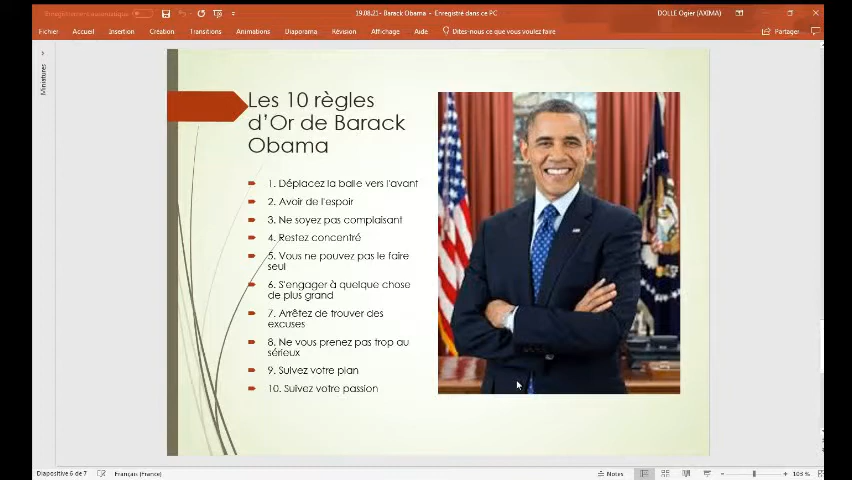 19.08.21- Barack Obama - Enregistré dans ce PC
DOLLE Ogier (AXIMA)
Fichier Accueil Insertion Création Transitions Animations Diaporama Révision Affichage Aide Dites-nous ce que vous voulez faire Partager
Miniatures
Les 10 règles
d'Or de Barack
Obama
1. Déplacez la balle vers l'avant
2. Avoir de l'espoir
3. Ne soyez pas complaisant
4. Restez concentré
5. Vous ne pouvez pas le faire
seul
6. S'engager à quelque chose
de plus grand
7. Arrêtez de trouver des
excuses
8. Ne vous prenez pas trop au
sérieux
9. Suivez votre plan
10. Suivez votre passion
Diapositive 6 de 7 Français (France) Notes 103 %